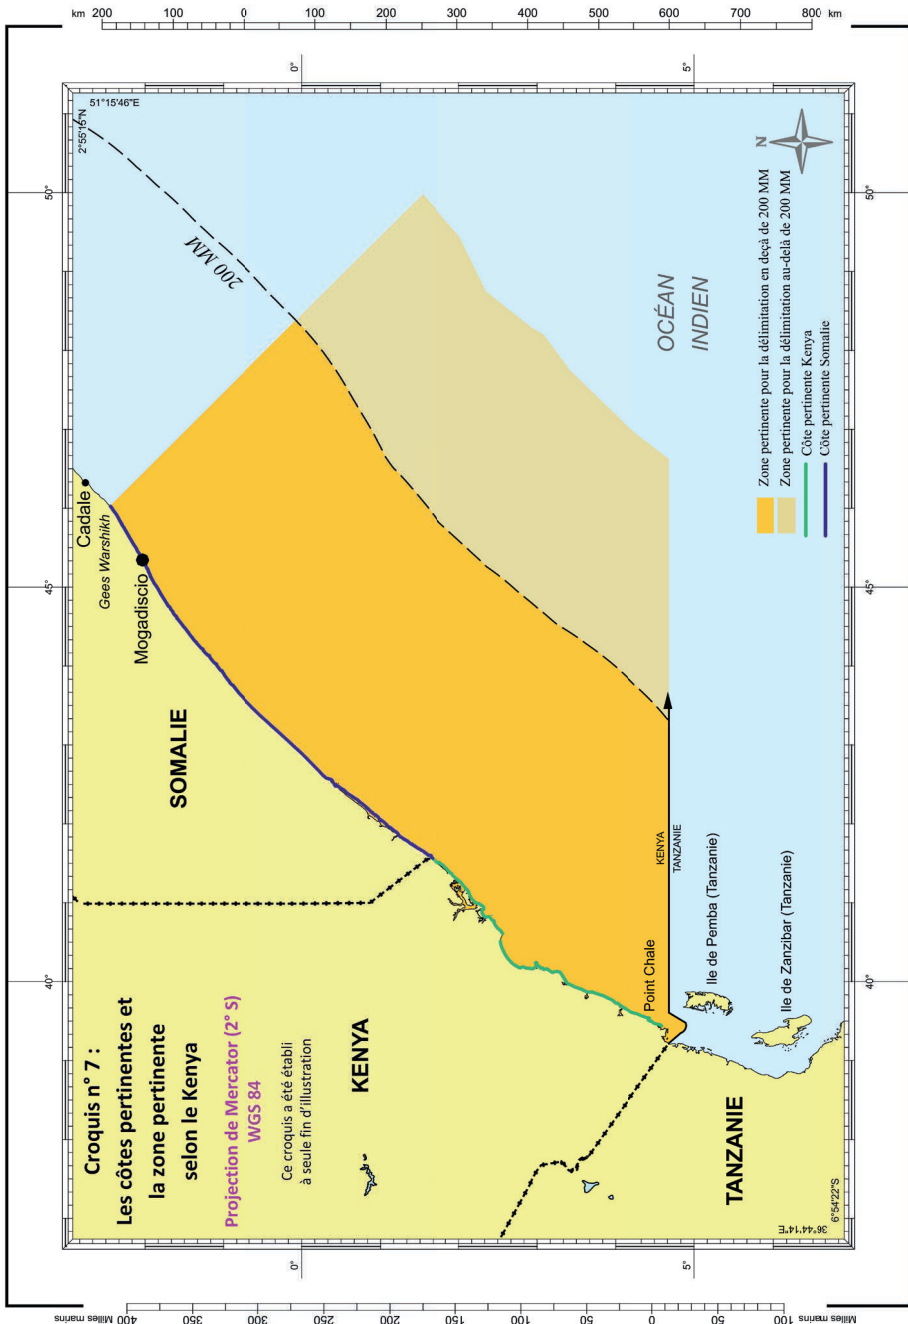 Croquis n° 7 :
Les côtes pertinentes et
la zone pertinente
selon le Kenya
Projection de Mercator (2° S)
WGS 84
Ce croquis a été établi
à seule fin d'illustration
km 200 100 0 100 200 300 400 500 600 700 800 km
Milles marins 400 350 300 250 200 150 100 50 0 50 100 Milles marins
2°55'15"N
51°15'46"E
36°44'14"E
6°54'22"S
0°
5°
0°
5°
40°
45°
50°
40°
45°
50°
SOMALIE
Cadale
Gees Warshikh
Mogadiscio
200 MM
KENYA
Point Chale
KENYA
TANZANIE
TANZANIE
Ile de Pemba (Tanzanie)
Ile de Zanzibar (Tanzanie)
OCÉAN
INDIEN
N
Zone pertinente pour la délimitation en deçà de 200 MM
Zone pertinente pour la délimitation au-delà de 200 MM
Côte pertinente Kenya
Côte pertinente Somalie